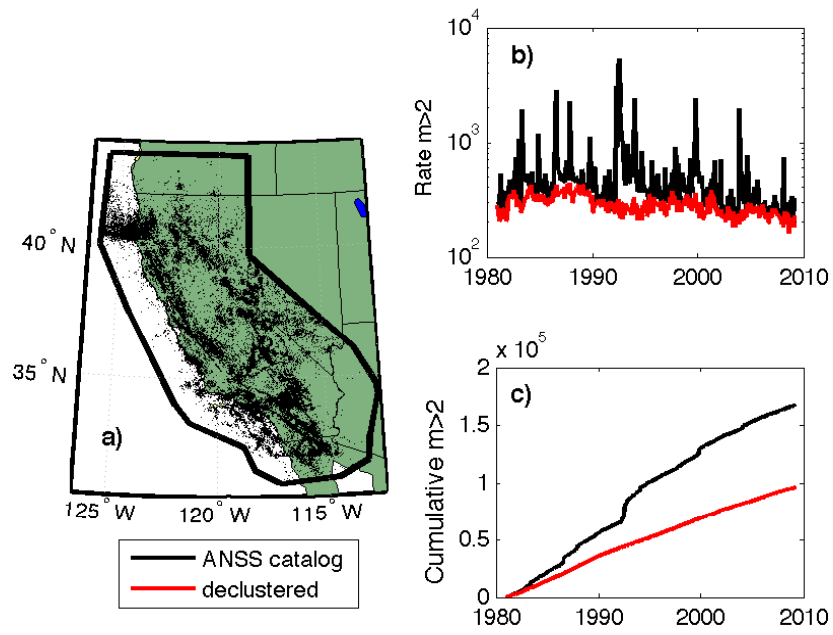 a)
40° N
35° N
125° W
120° W
115° W
ANSS catalog
declustered
b)
Rate m>2
10^4
10^3
10^2
1980
1990
2000
2010
c)
Cumulative m>2
x 10^5
2
1.5
1
0.5
0
1980
1990
2000
2010